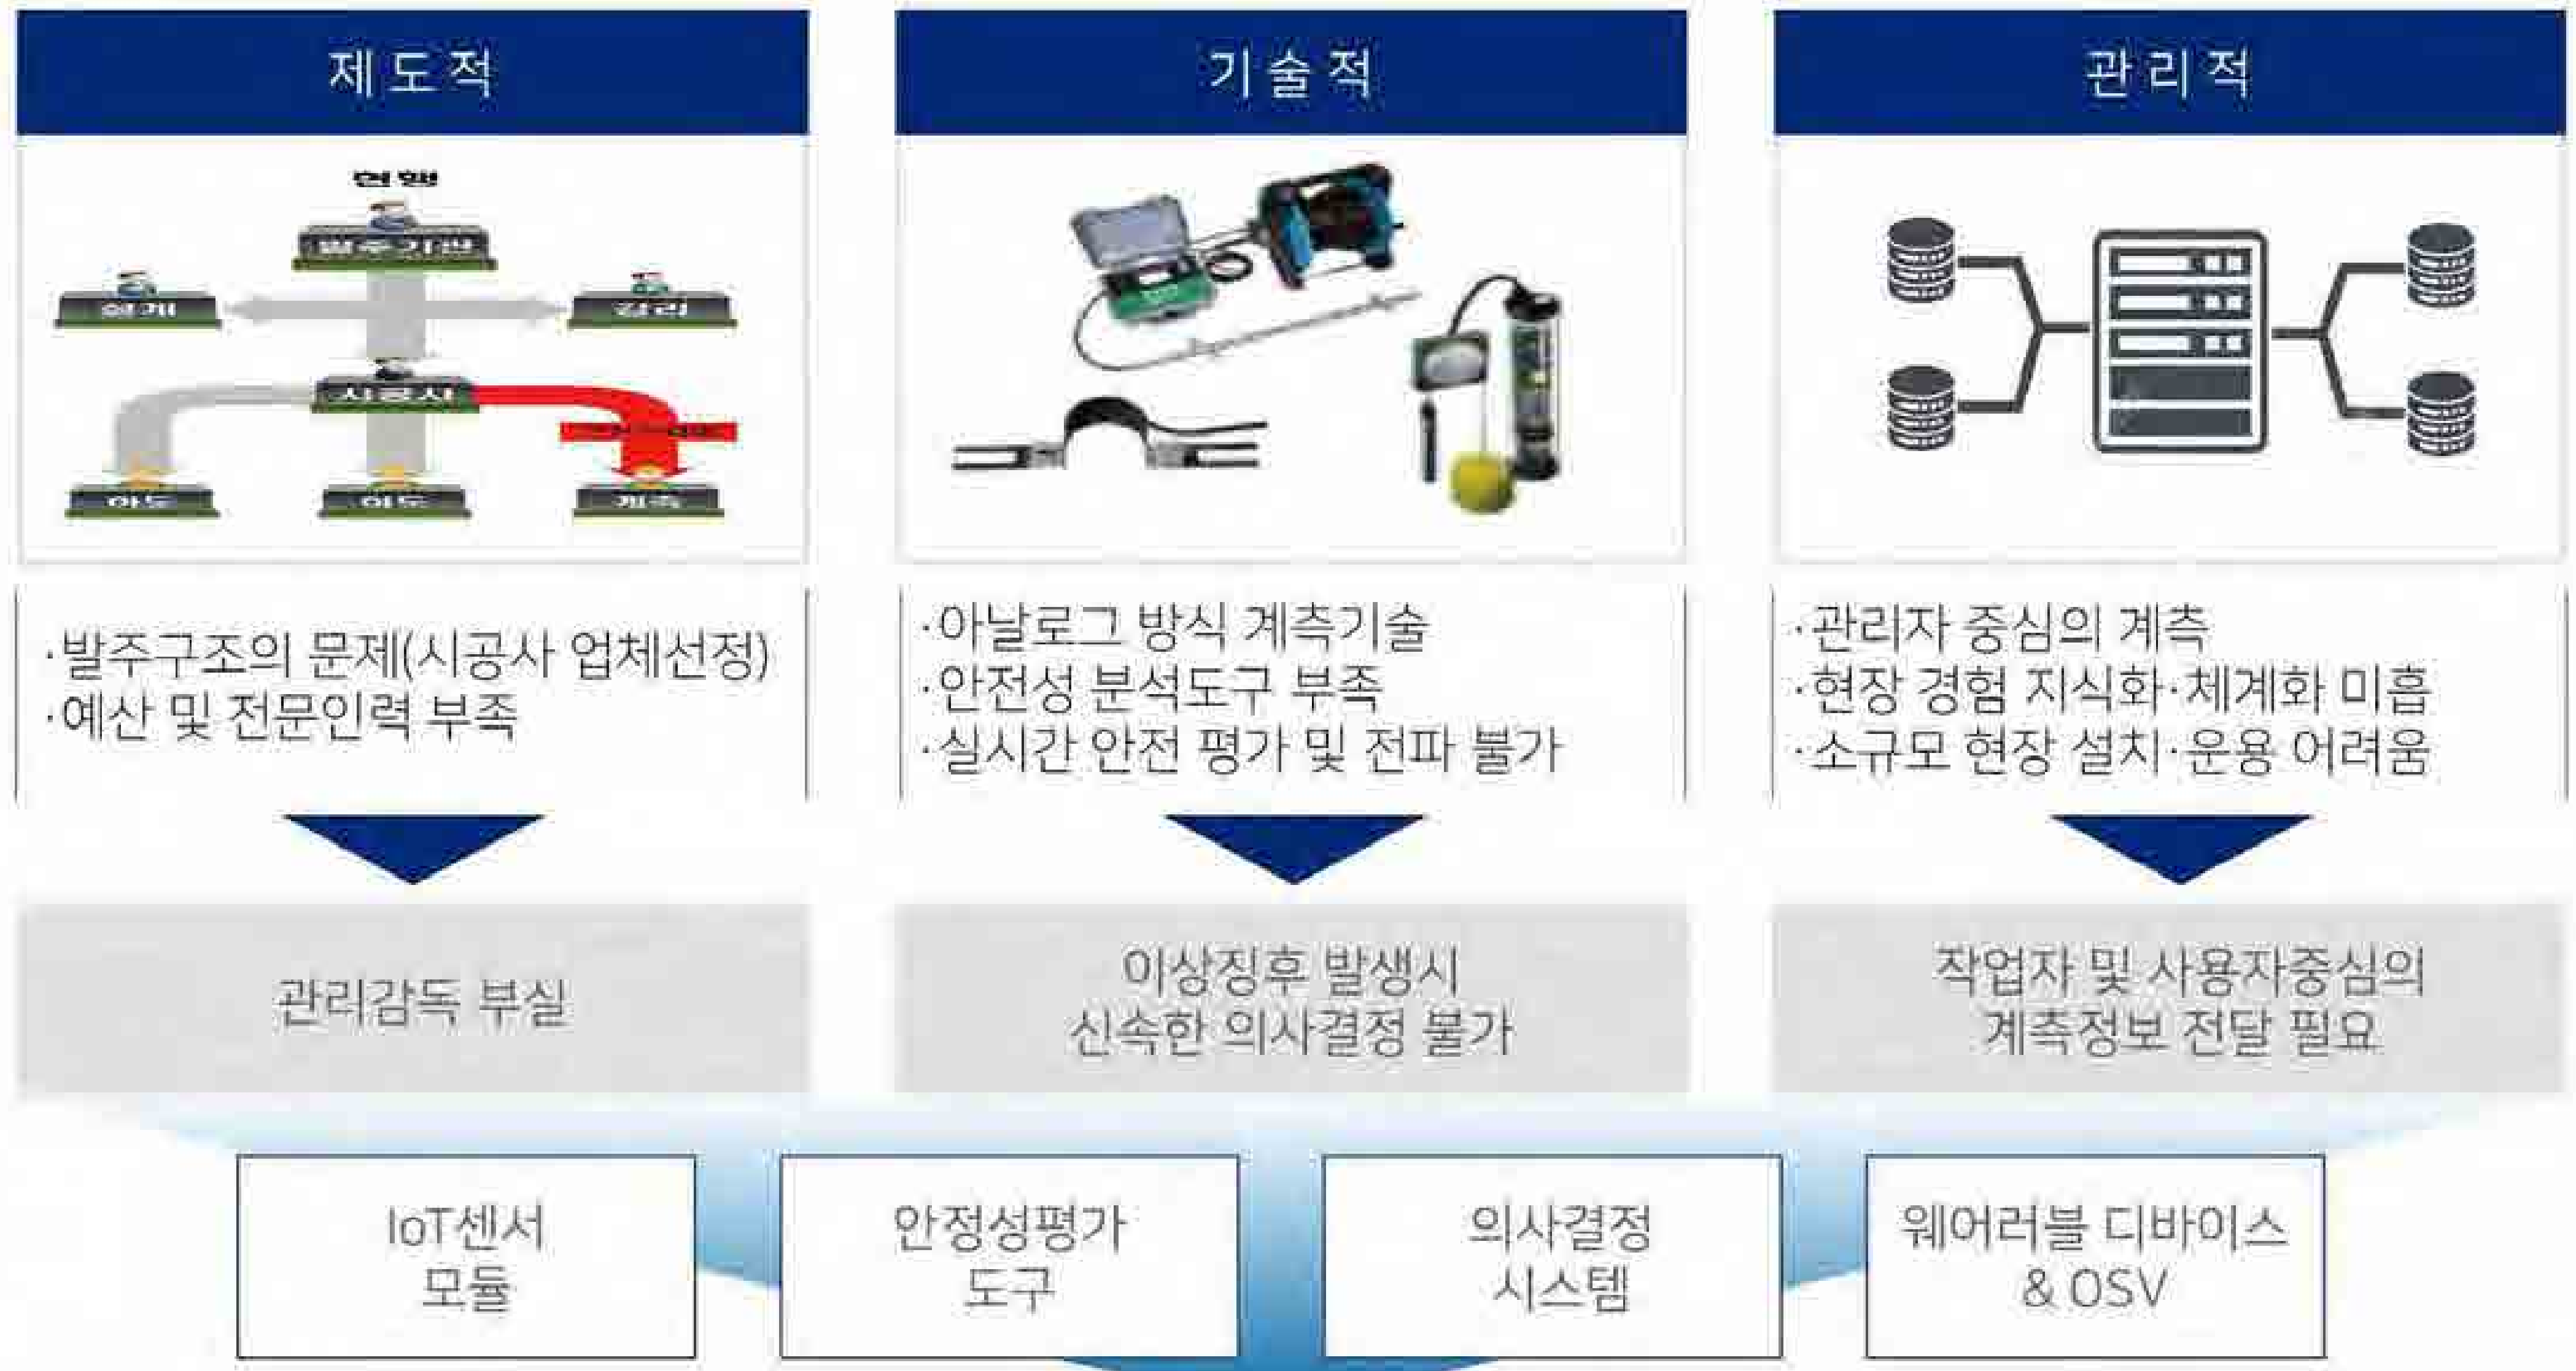 제도적
기술적
관리적
현행
발주기관
설계
감리
시공사
하도
하도
계측
·발주구조의 문제(시공사 업체선정)
·예산 및 전문인력 부족
·아날로그 방식 계측기술
·안전성 분석도구 부족
·실시간 안전 평가 및 전파 불가
·관리자 중심의 계측
·현장 경험 지식화·체계화 미흡
·소규모 현장 설치·운용 어려움
관리감독 부실
이상징후 발생시
신속한 의사결정 불가
작업자 및 사용자중심의
계측정보 전달 필요
IoT센서
모듈
안정성평가
도구
의사결정
시스템
웨어러블 디바이스
& OSV